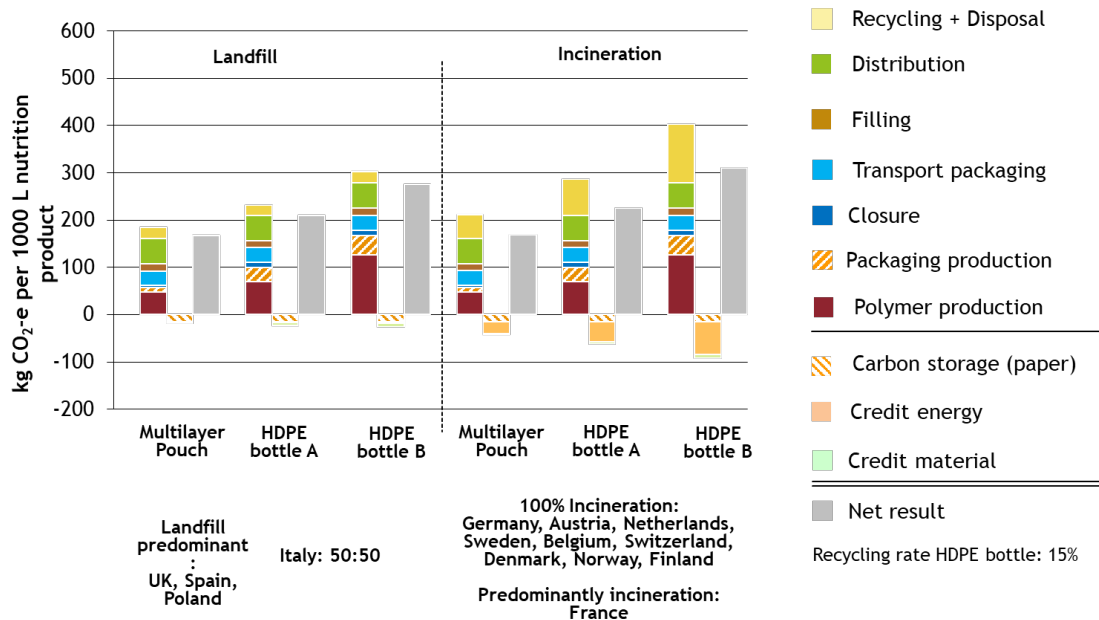 kg CO2-e per 1000 L nutrition
product
600
500
400
300
200
100
0
-100
-200
Landfill
Incineration
Multilayer
Pouch
HDPE
bottle A
HDPE
bottle B
Multilayer
Pouch
HDPE
bottle A
HDPE
bottle B
Landfill
predominant
:
UK, Spain,
Poland
Italy: 50:50
100% Incineration:
Germany, Austria, Netherlands,
Sweden, Belgium, Switzerland,
Denmark, Norway, Finland
Predominantly incineration:
France
Recycling + Disposal
Distribution
Filling
Transport packaging
Closure
Packaging production
Polymer production
Carbon storage (paper)
Credit energy
Credit material
Net result
Recycling rate HDPE bottle: 15%